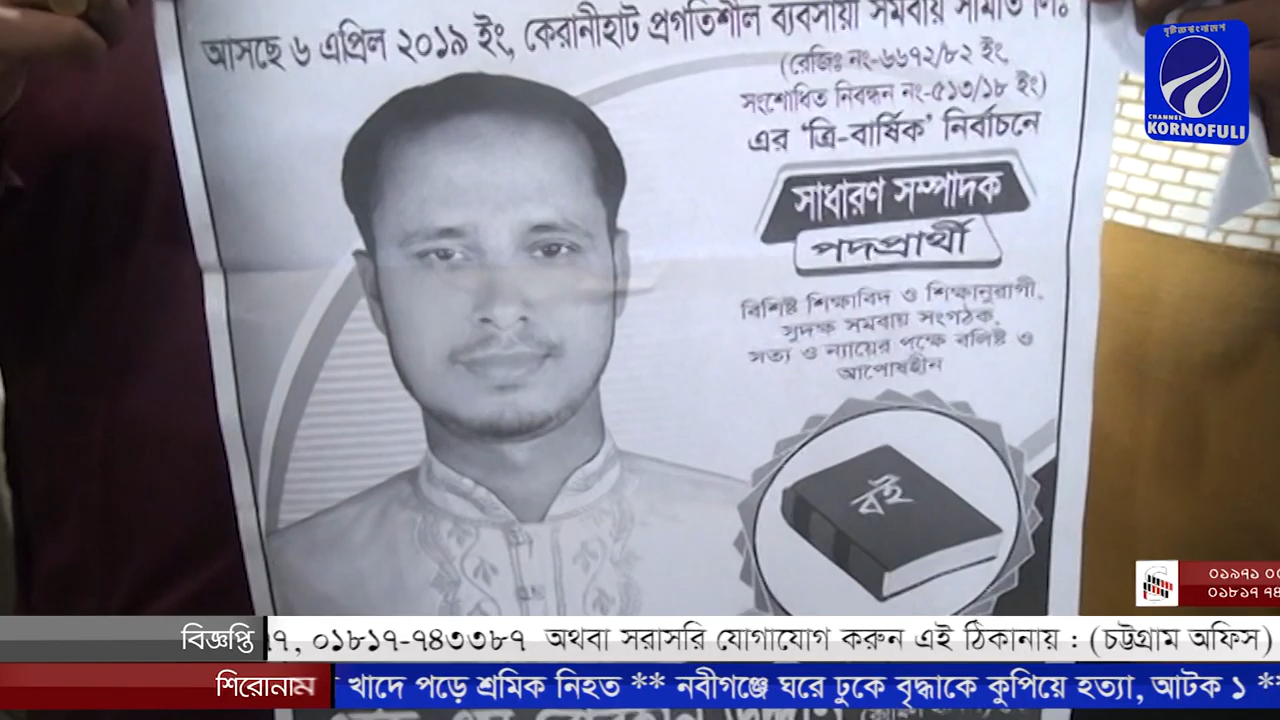 আসছে ৬ এপ্রিল ২০১৯ ইং, কেরানীহাট প্রগতিশীল ব্যবসায়ী সমবায় সমিতি লিঃ
(রেজিঃ নং-৬৬৭২/৮২ ইং,
সংশোধিত নিবন্ধন নং-৫১৩/১৮ ইং)
এর ‘ত্রি-বার্ষিক’ নির্বাচনে
সাধারণ সম্পাদক
পদপ্রার্থী
বিশিষ্ট শিক্ষাবিদ ও শিক্ষানুরাগী,
সুদক্ষ সমবায় সংগঠক,
সত্য ও ন্যায়ের পক্ষে বলিষ্ট ও
আপোষহীন
বই
CHANNEL
KORNOFULI
০১৯৭১
০১৮১৭
বিজ্ঞপ্তি
৭, ০১৮১৭-৭৪৩৩৮৭ অথবা সরাসরি যোগাযোগ করুন এই ঠিকানায় : (চট্টগ্রাম অফিস)
শিরোনাম
খাদে পড়ে শ্রমিক নিহত ** নবীগঞ্জে ঘরে ঢুকে বৃদ্ধাকে কুপিয়ে হত্যা, আটক ১ **